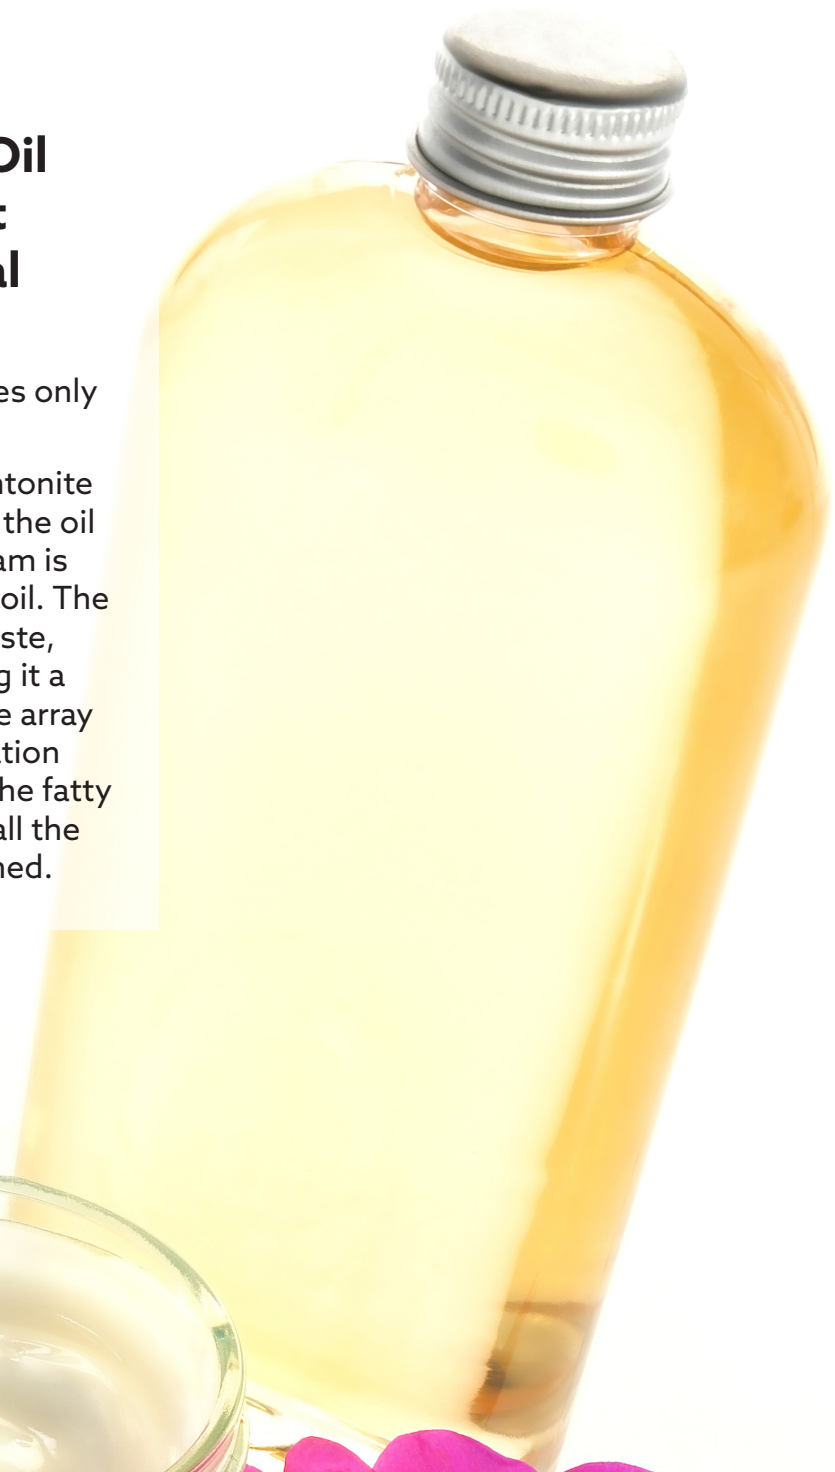 Oil
t
al
es only
ntonite
the oil
am is
oil. The
ste,
g it a
e array
ation
he fatty
all the
ned.